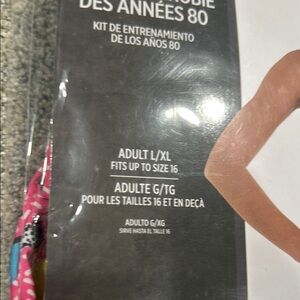 DES ANNÉES 80
KIT DE ENTRENAMIENTO
DE LOS AÑOS 80
ADULT L/XL
FITS UP TO SIZE 16
ADULTE G/TG
POUR LES TAILLES 16 ET EN DEÇÀ
ADULTO G/XG
SIRVE HASTA EL TALLE 16